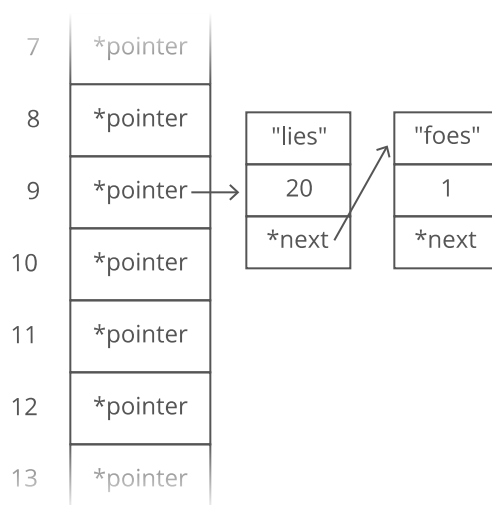 7 *pointer
8 *pointer "lies" "foes"
9 *pointer 20 1
*next *next
10 *pointer
11 *pointer
12 *pointer
13 *pointer